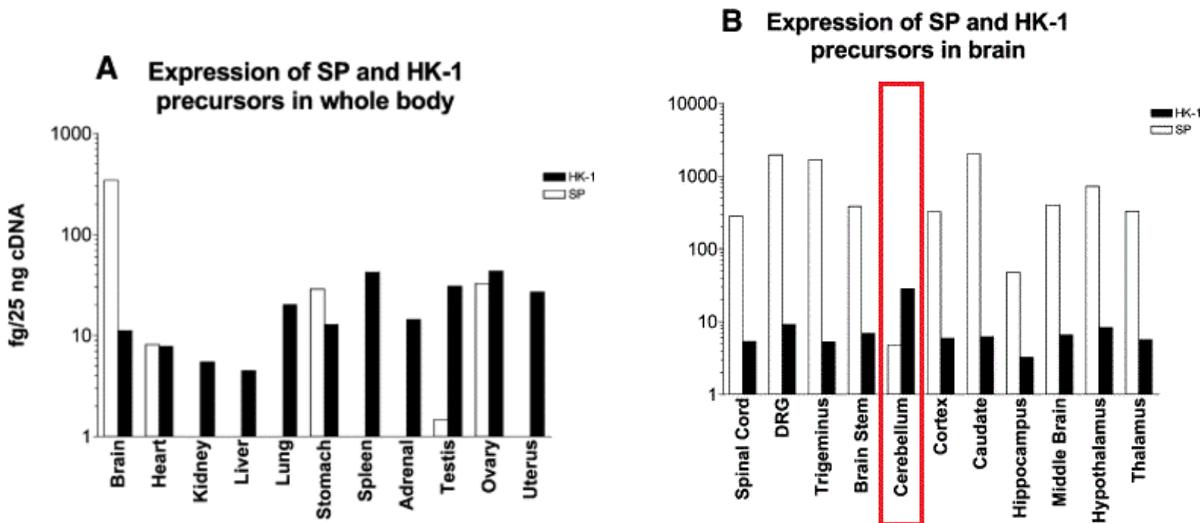 A Expression of SP and HK-1
precursors in whole body
1000
100
10
1
fg/25 ng cDNA
HK-1
SP
Brain
Heart
Kidney
Liver
Lung
Stomach
Spleen
Adrenal
Testis
Ovary
Uterus
B Expression of SP and HK-1
precursors in brain
10000
1000
100
10
1
HK-1
SP
Spinal Cord
DRG
Trigeminus
Brain Stem
Cerebellum
Cortex
Caudate
Hippocampus
Middle Brain
Hypothalamus
Thalamus